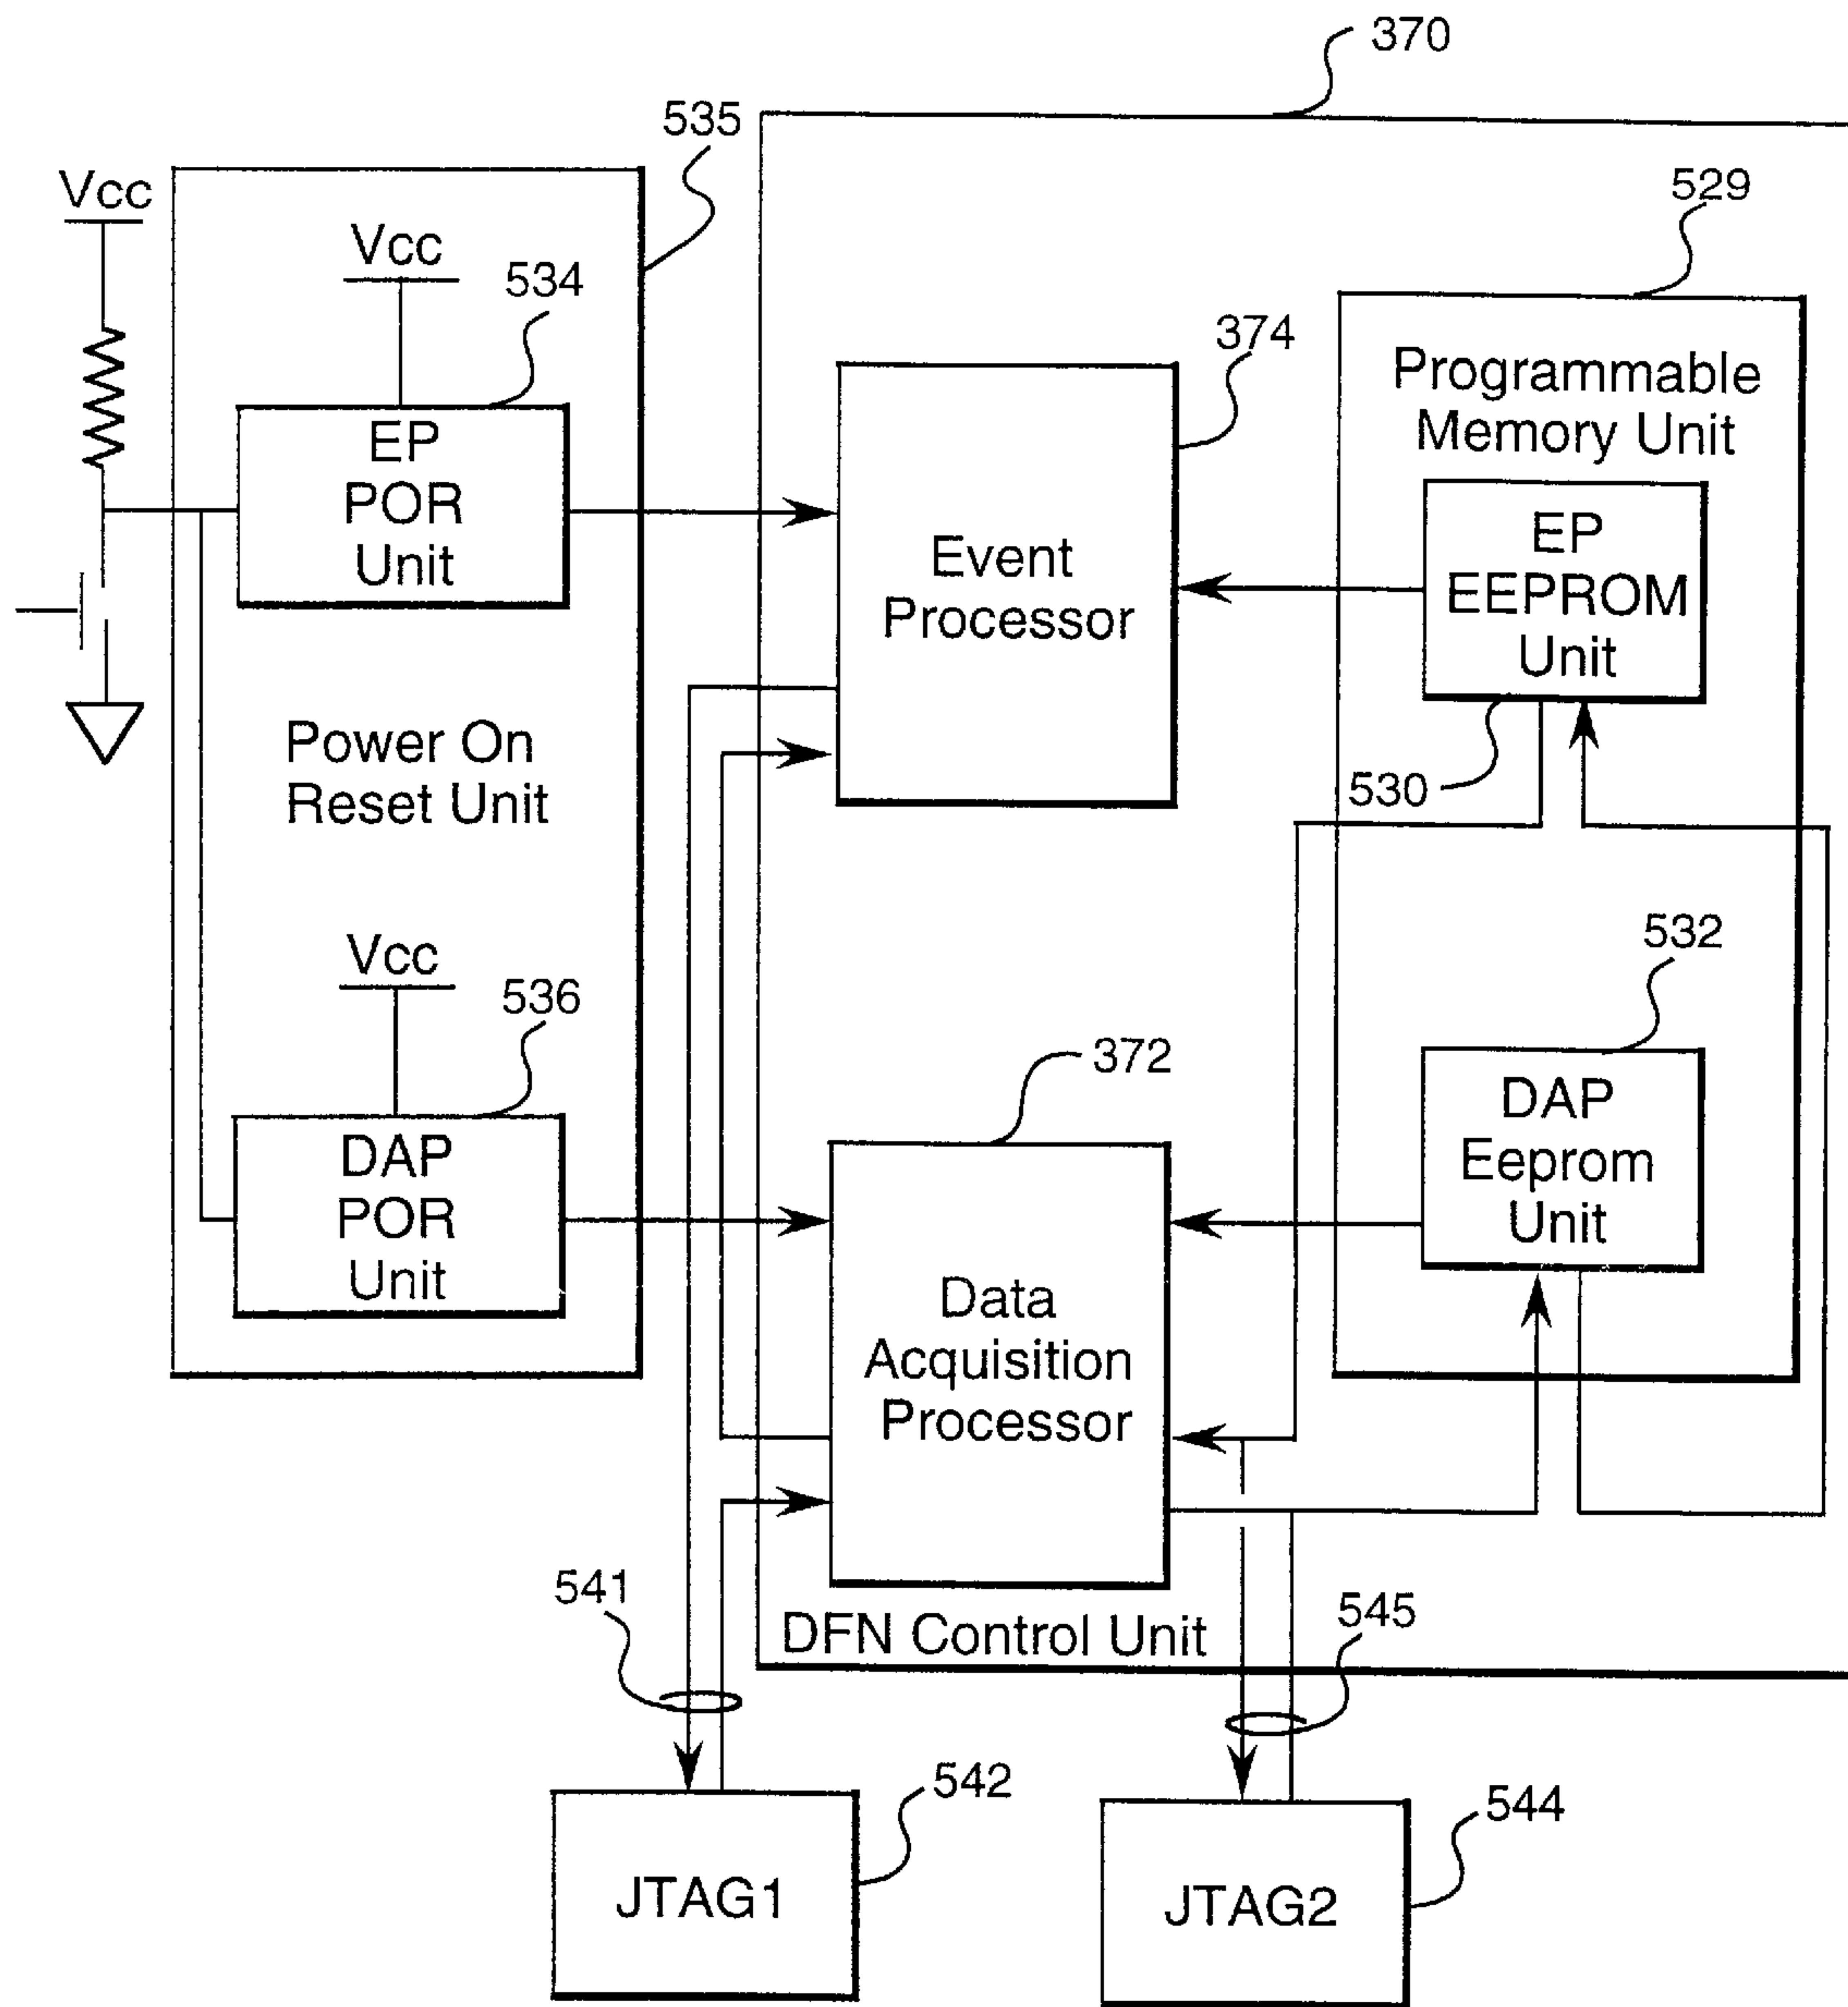 370
535
529
Vcc
Vcc
534
374
Programmable
Memory Unit
EP
POR
Unit
Event
Processor
EP
EEPROM
Unit
530
Power On
Reset Unit
Vcc
536
532
372
DAP
POR
Unit
DAP
Eeprom
Unit
Data
Acquisition
Processor
541
DFN Control Unit
545
542
544
JTAG1
JTAG2